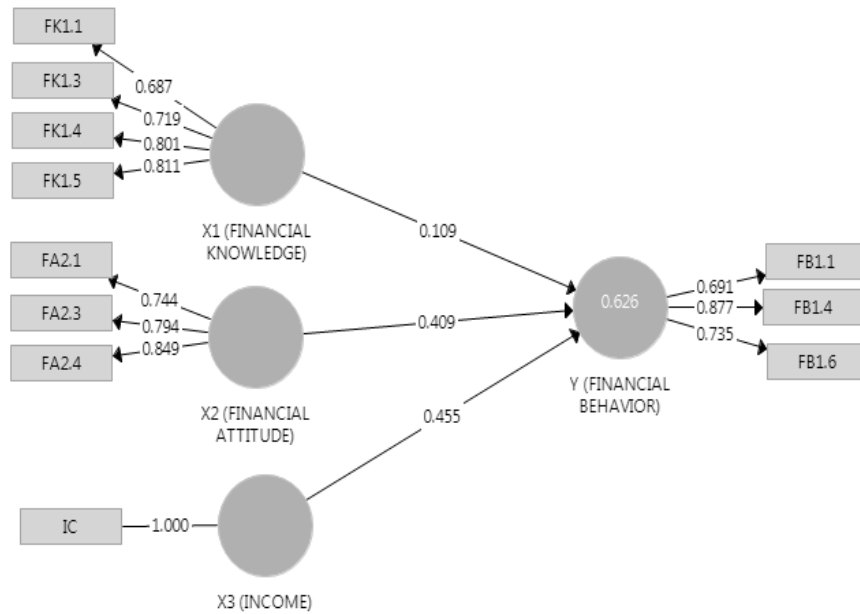 FK1.1
FK1.3
FK1.4
FK1.5
0.687
0.719
0.801
0.811
X1 (FINANCIAL
KNOWLEDGE)
0.109
FA2.1
FA2.3
FA2.4
0.744
0.794
0.849
X2 (FINANCIAL
ATTITUDE)
0.409
IC
1.000
X3 (INCOME)
0.455
0.626
Y (FINANCIAL
BEHAVIOR)
0.691
0.877
0.735
FB1.1
FB1.4
FB1.6